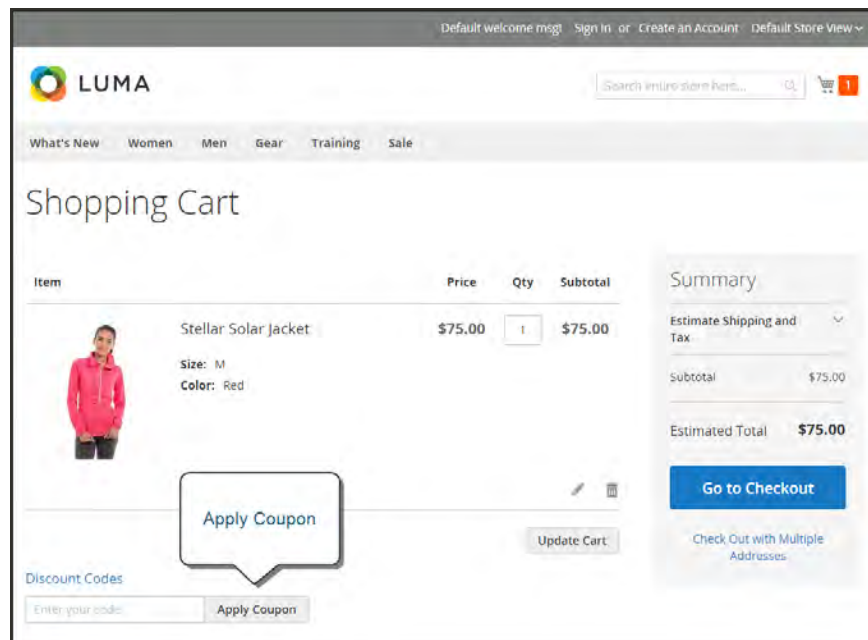 Default welcome msg! Sign In or Create an Account Default Store View
LUMA
Search entire store here...
1
What's New Women Men Gear Training Sale
Shopping Cart
Item Price Qty Subtotal
Stellar Solar Jacket $75.00 1 $75.00
Size: M
Color: Red
Summary
Estimate Shipping and
Tax
Subtotal $75.00
Estimated Total $75.00
Go to Checkout
Check Out with Multiple
Addresses
Apply Coupon
Update Cart
Discount Codes
Enter your code Apply Coupon